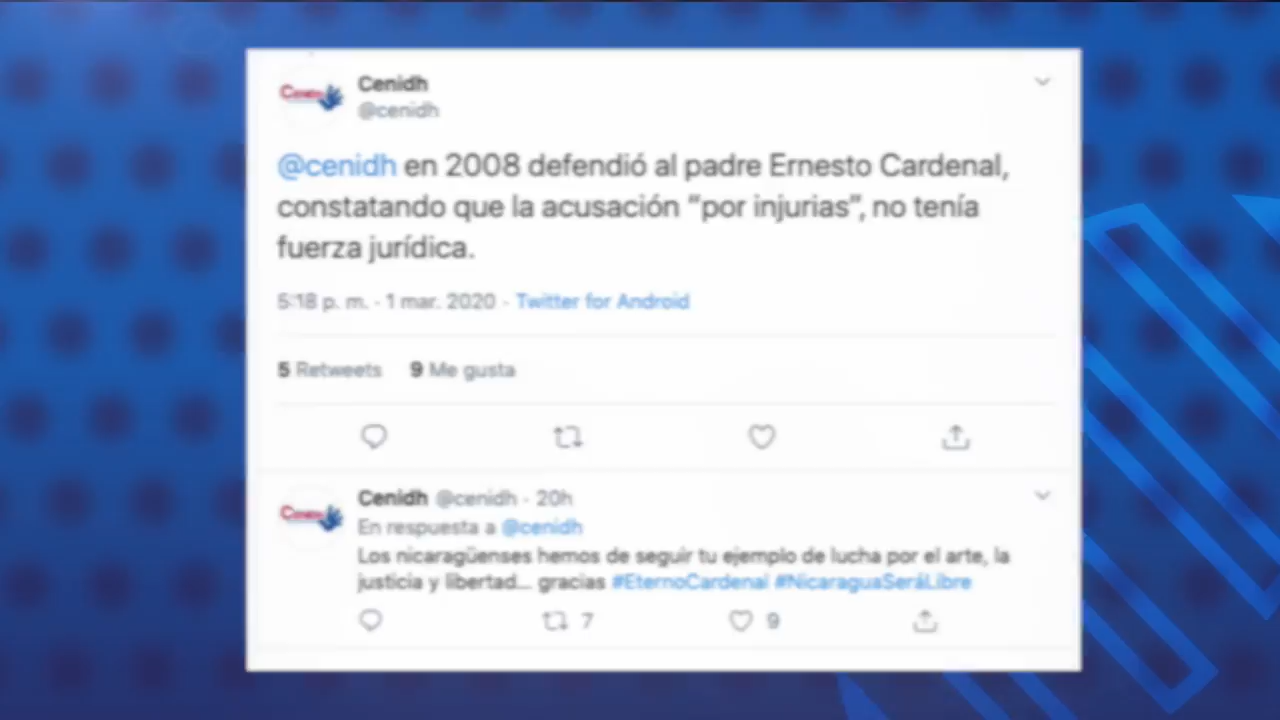 Cenidh
@cenidh
@cenidh en 2008 defendió al padre Ernesto Cardenal,
constatando que la acusación “por injurias”, no tenía
fuerza jurídica.
5:18 p. m. · 1 mar. 2020 · Twitter for Android
5 Retweets 9 Me gusta
Cenidh @cenidh · 20h
En respuesta a @cenidh
Los nicaragüenses hemos de seguir tu ejemplo de lucha por el arte, la
justicia y libertad... gracias #EternoCardenal #NicaraguaSeráLibre
7 9